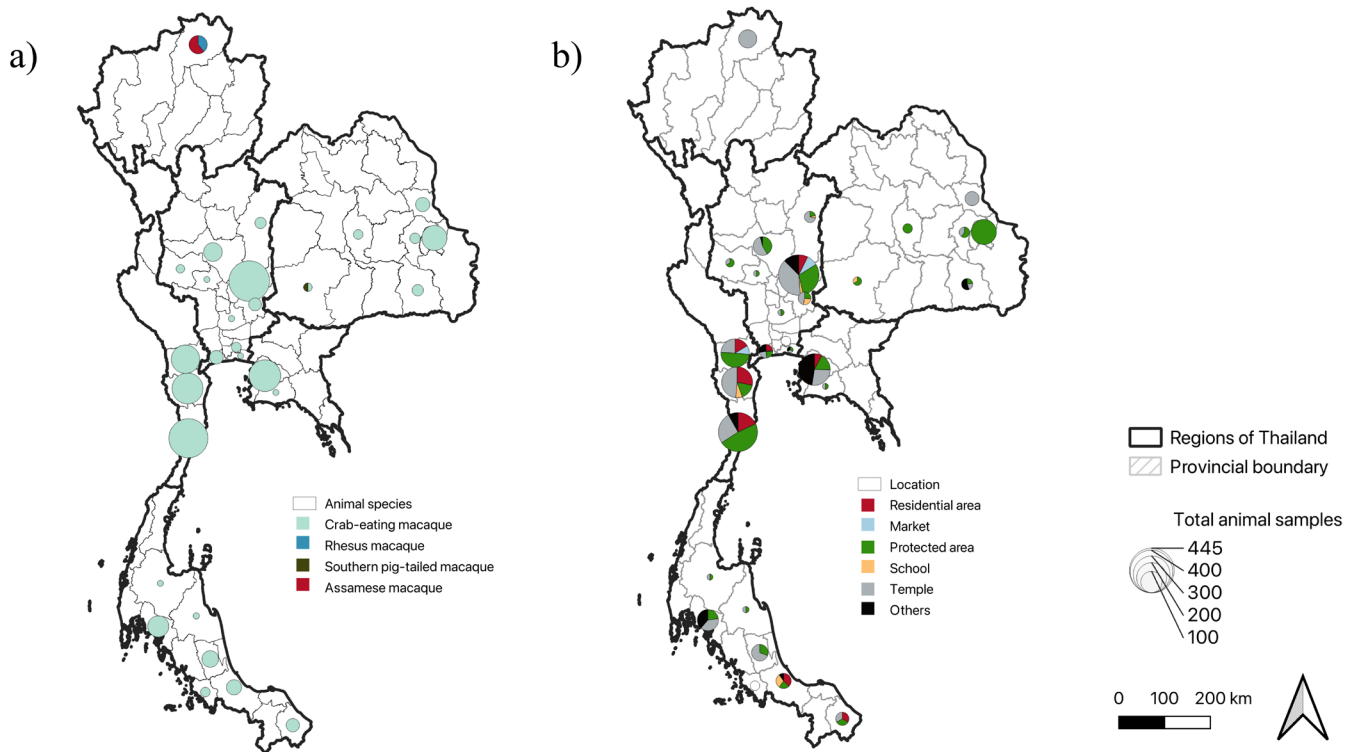 a)
b)
Animal species
Crab-eating macaque
Rhesus macaque
Southern pig-tailed macaque
Assamese macaque
Location
Residential area
Market
Protected area
School
Temple
Others
Regions of Thailand
Provincial boundary
Total animal samples
445
400
300
200
100
0 100 200 km